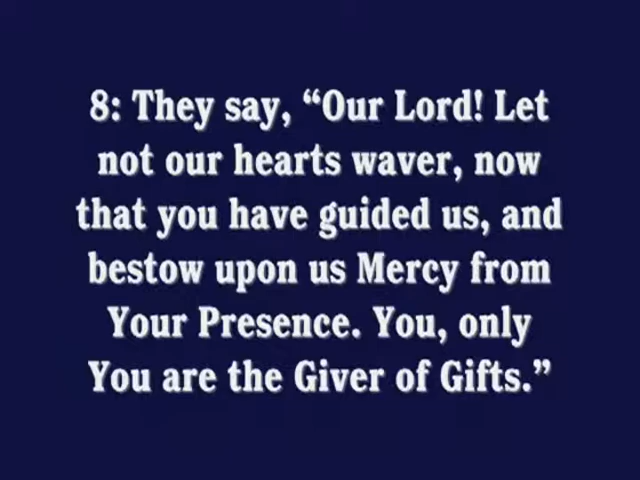 8: They say, “Our Lord! Let
not our hearts waver, now
that you have guided us, and
bestow upon us Mercy from
Your Presence. You, only
You are the Giver of Gifts.”